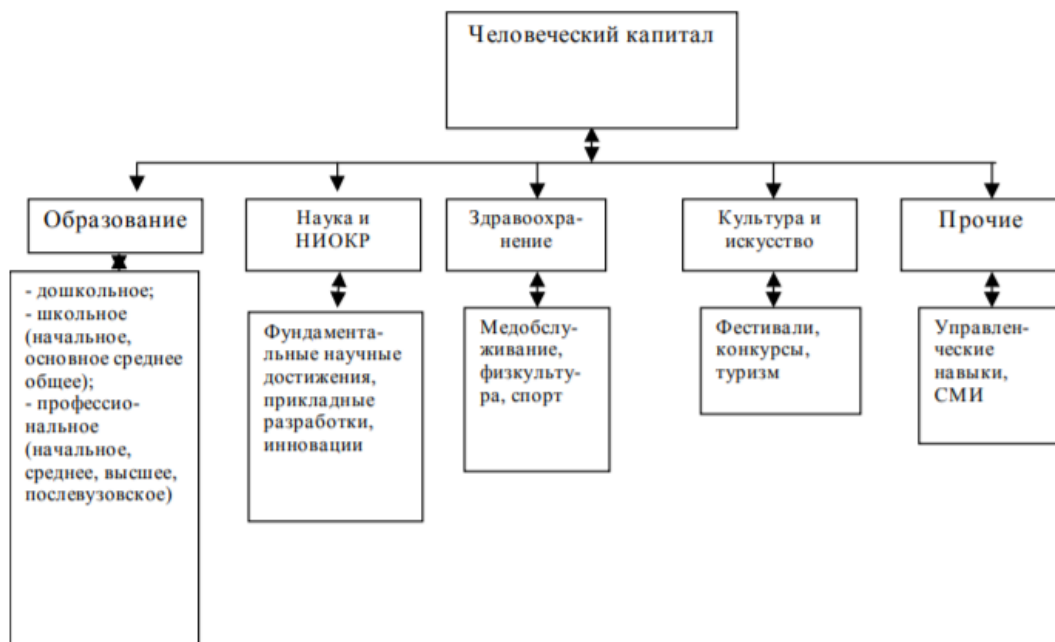 Человеческий капитал
Образование
Наука и
НИОКР
Здравоохра-
нение
Культура и
искусство
Прочие
- дошкольное;
- школьное
(начальное,
основное среднее
общее);
- профессио-
нальное
(начальное,
среднее, высшее,
послевузовское)
Фундамента-
льные научные
достижения,
прикладные
разработки,
инновации
Медобслу-
живание,
физкульту-
ра, спорт
Фестивали,
конкурсы,
туризм
Управлен-
ческие
навыки,
СМИ